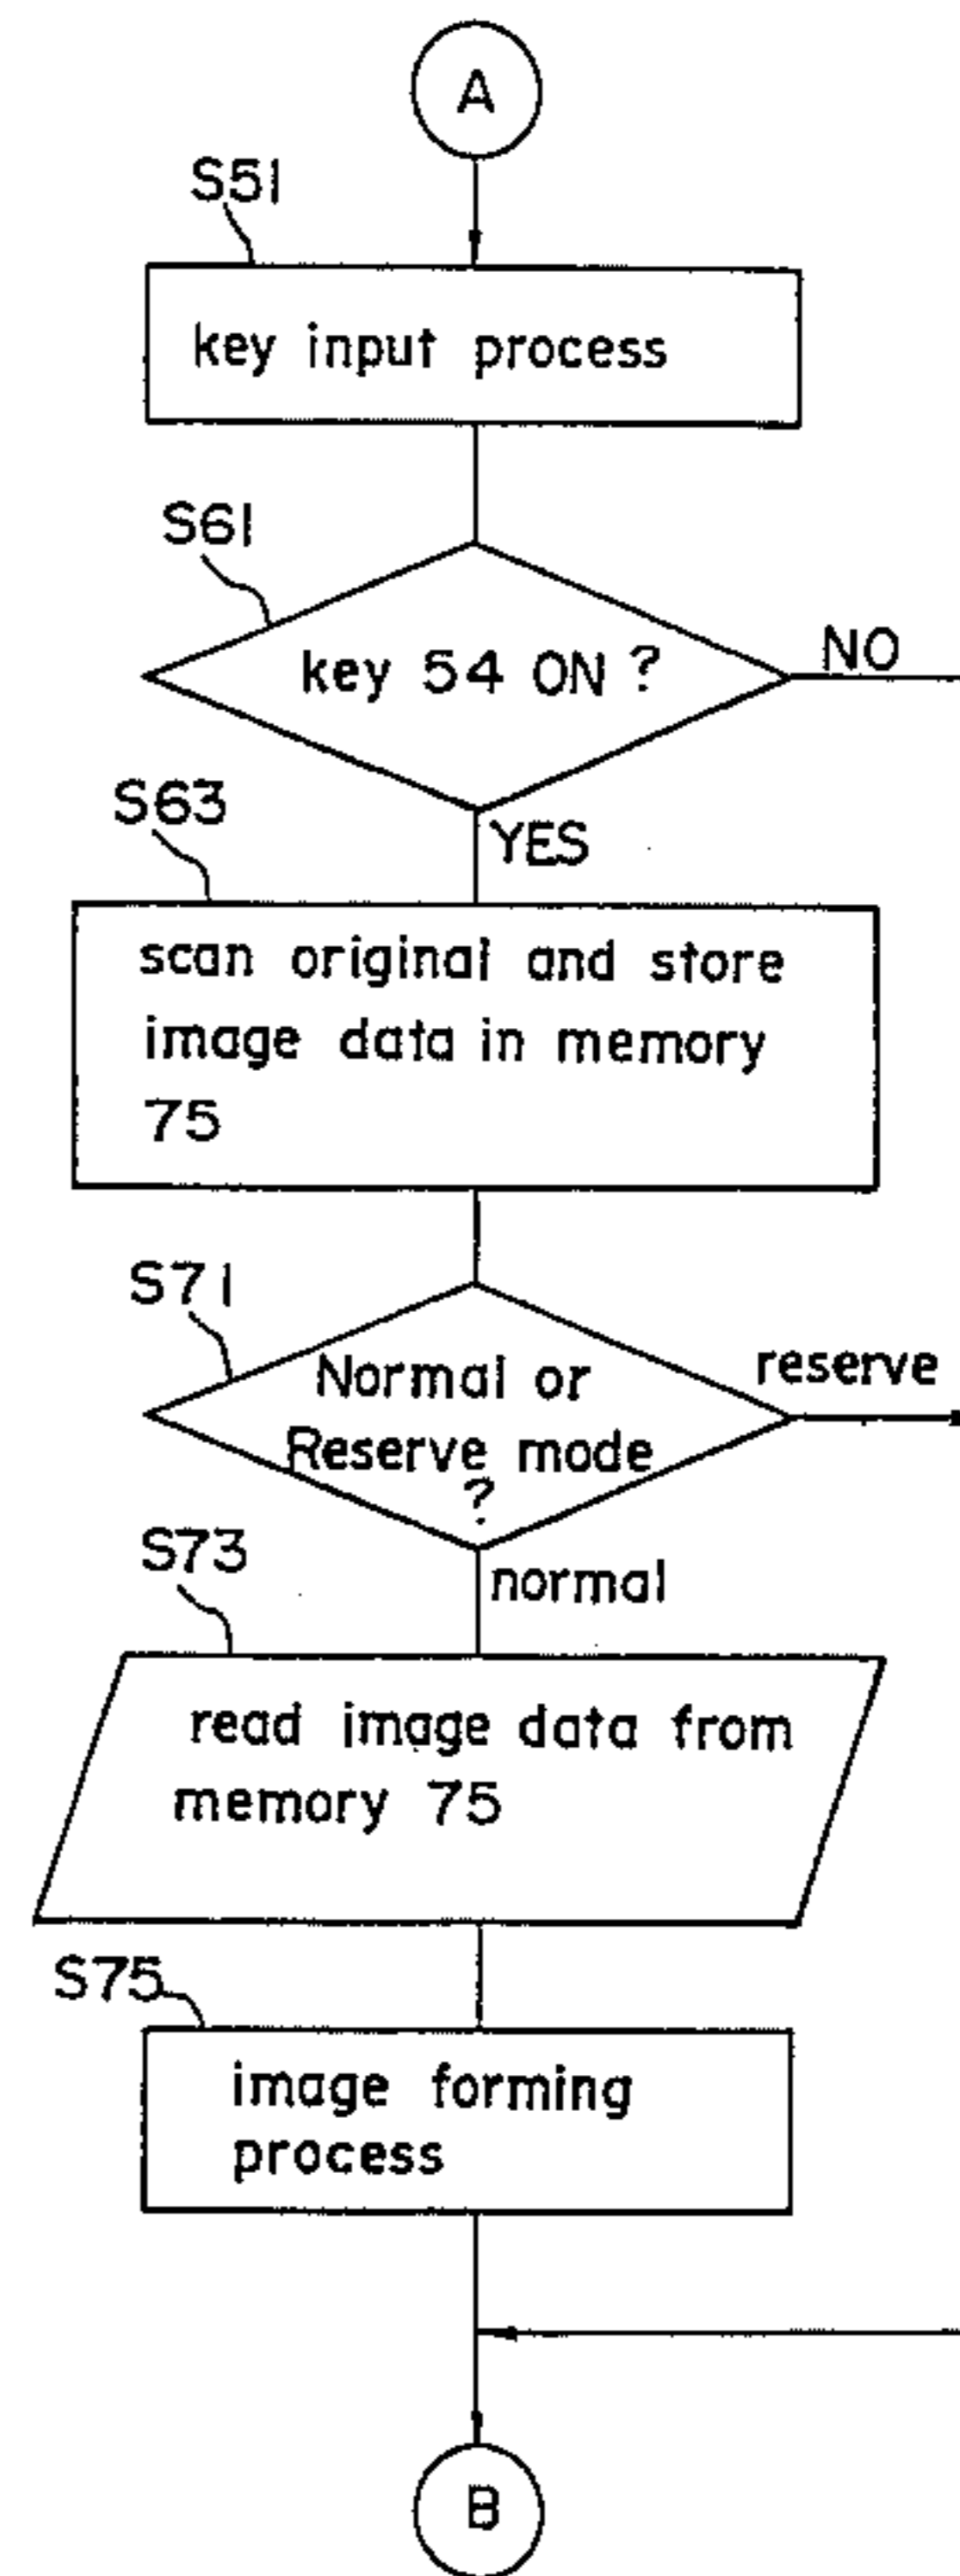 A
S51
key input process
S61
key 54 ON ?
NO
S63
YES
scan original and store
image data in memory
75
S71
Normal or
Reserve mode
?
reserve
S73
normal
read image data from
memory 75
S75
image forming
process
B